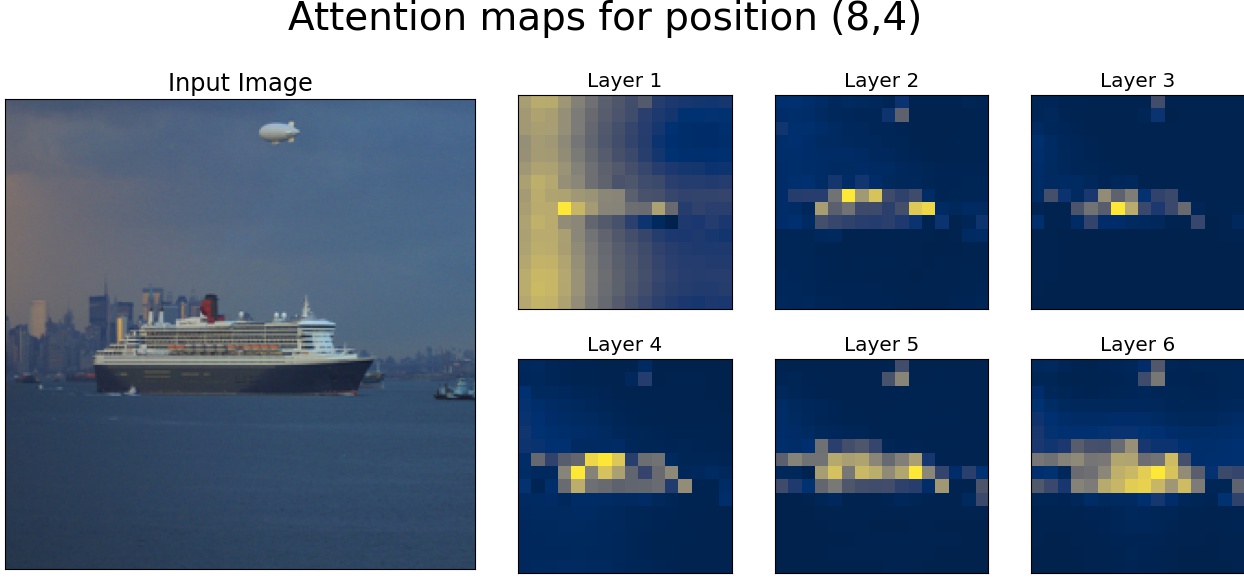 Attention maps for position (8,4)
Input Image
Layer 1
Layer 2
Layer 3
Layer 4
Layer 5
Layer 6